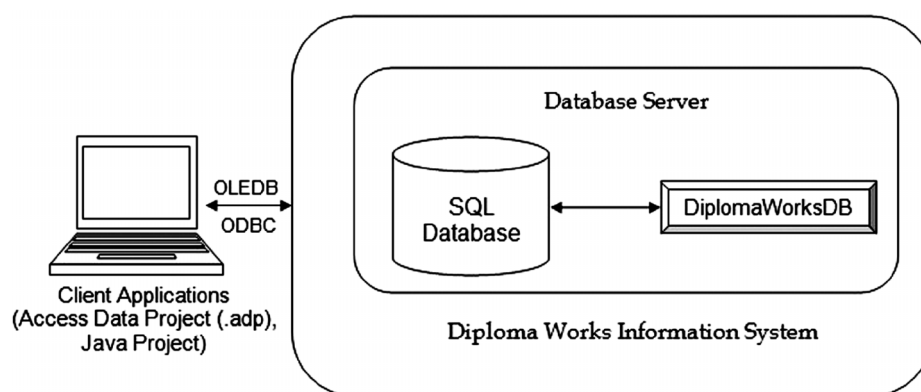 Database Server
OLEDB
ODBC
SQL
Database
DiplomaWorksDB
Client Applications
(Access Data Project (.adp),
Java Project)
Diploma Works Information System